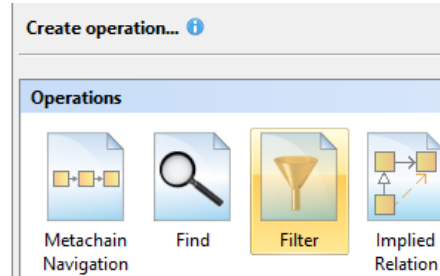 Create operation...
Operations
Metachain Navigation
Find
Filter
Implied Relation